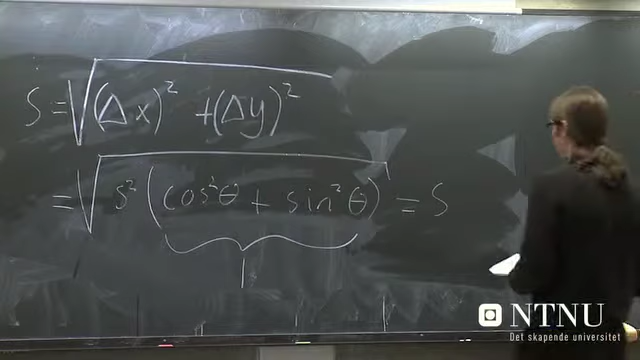 S = √((Δx)² + (Δy)²)
= √(s² (cos²θ + sin²θ)) = S
1
NTNU
Det skapende universitet